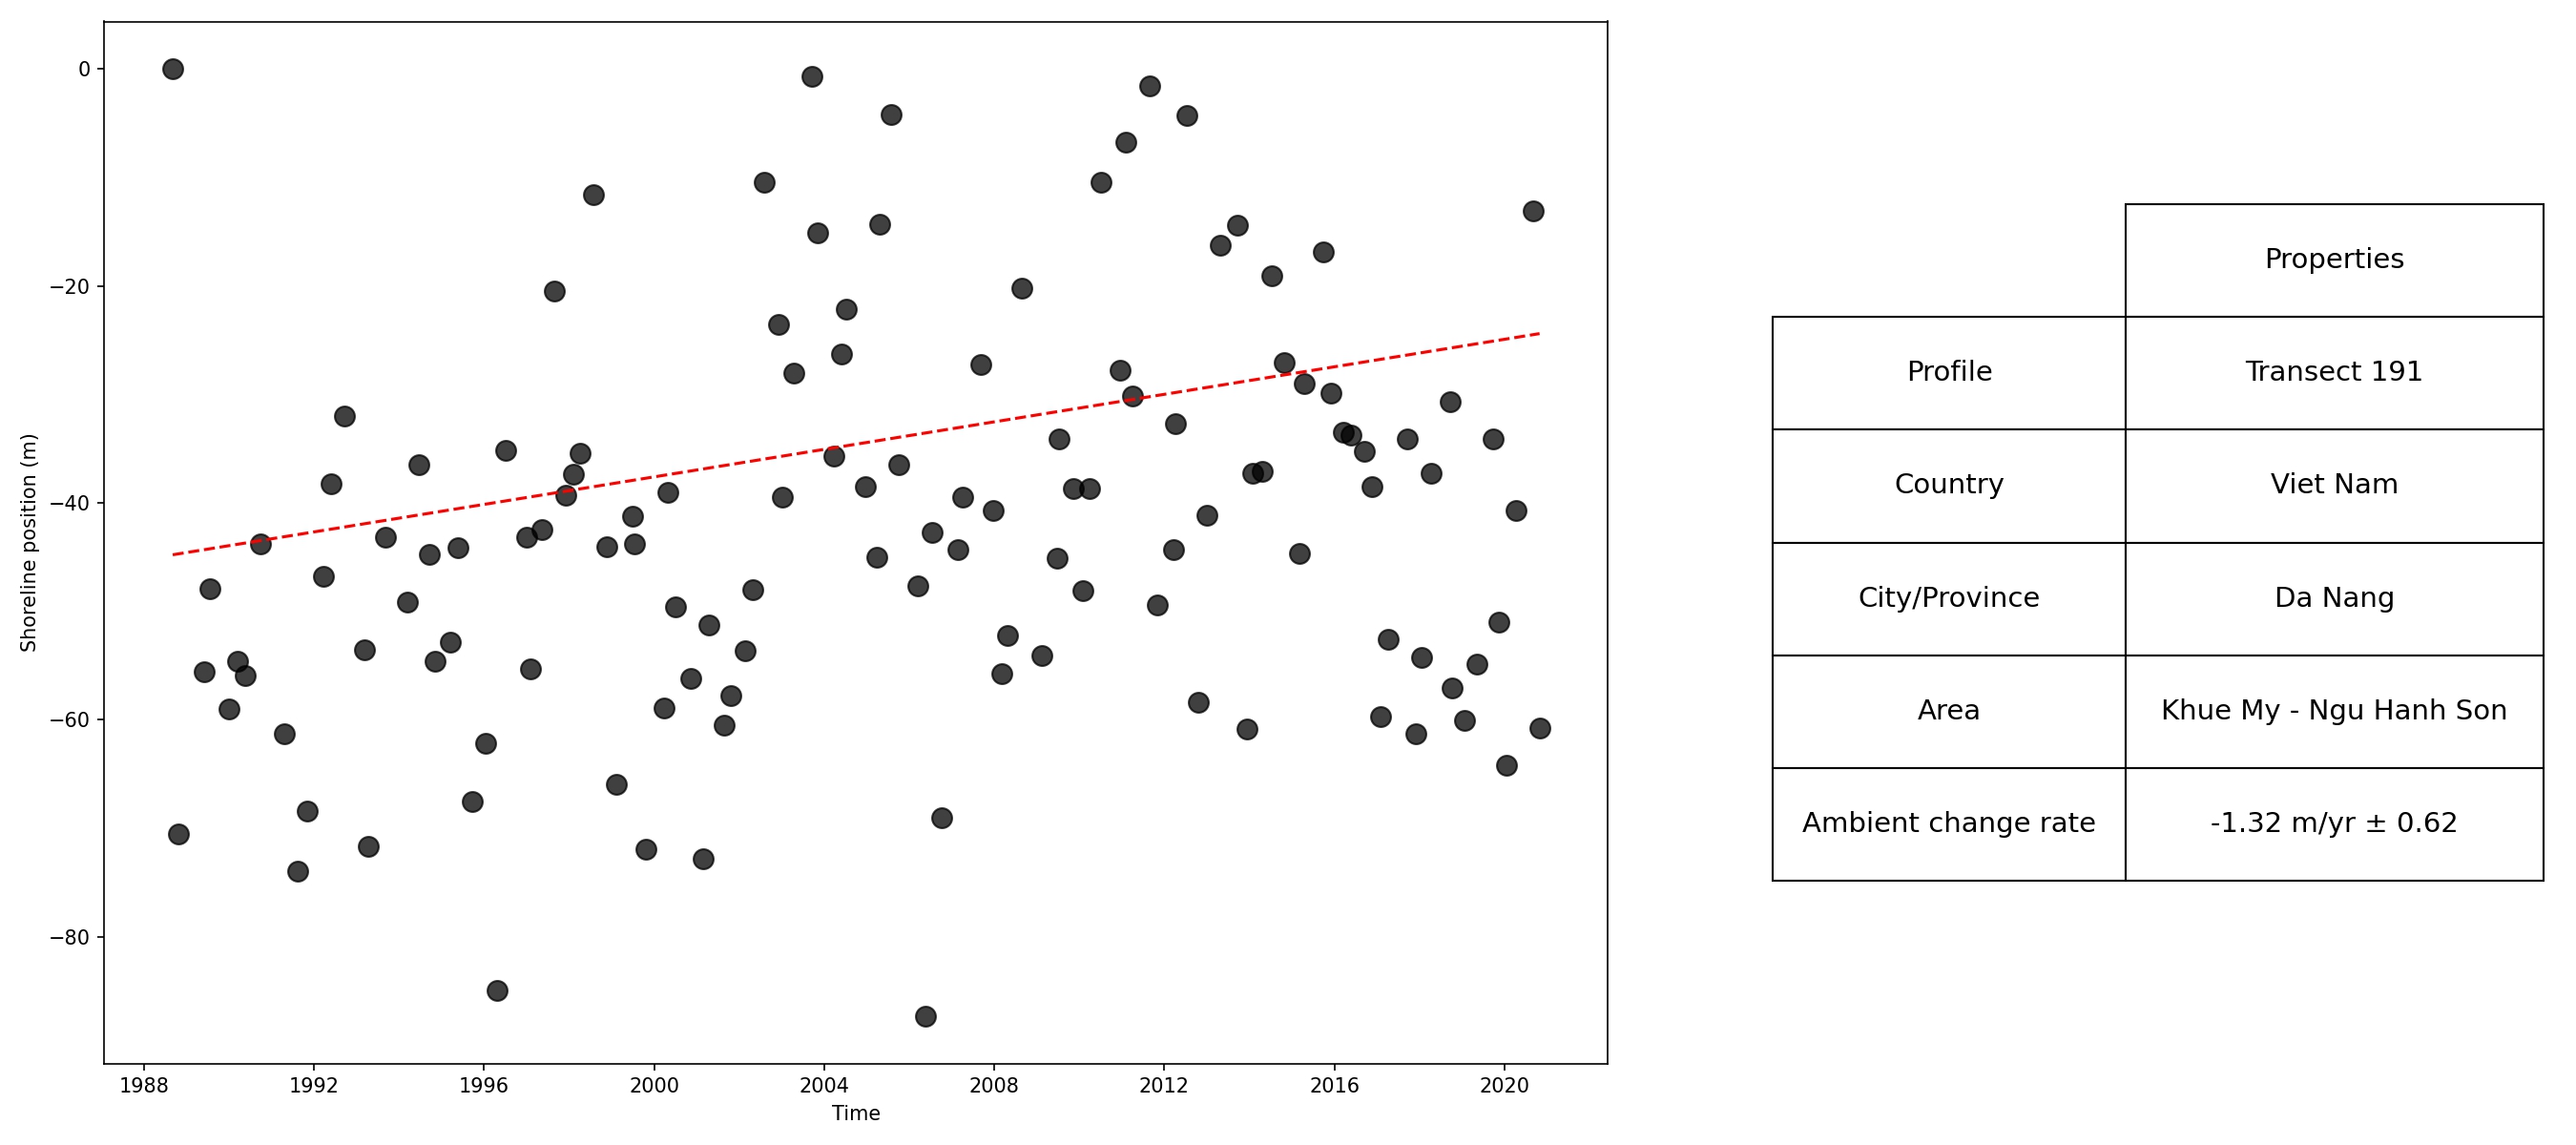 0
−20
−40
−60
−80
Shoreline position (m)
1988 1992 1996 2000 2004 2008 2012 2016 2020
Time
Properties
Profile Transect 191
Country Viet Nam
City/Province Da Nang
Area Khue My - Ngu Hanh Son
Ambient change rate -1.32 m/yr ± 0.62